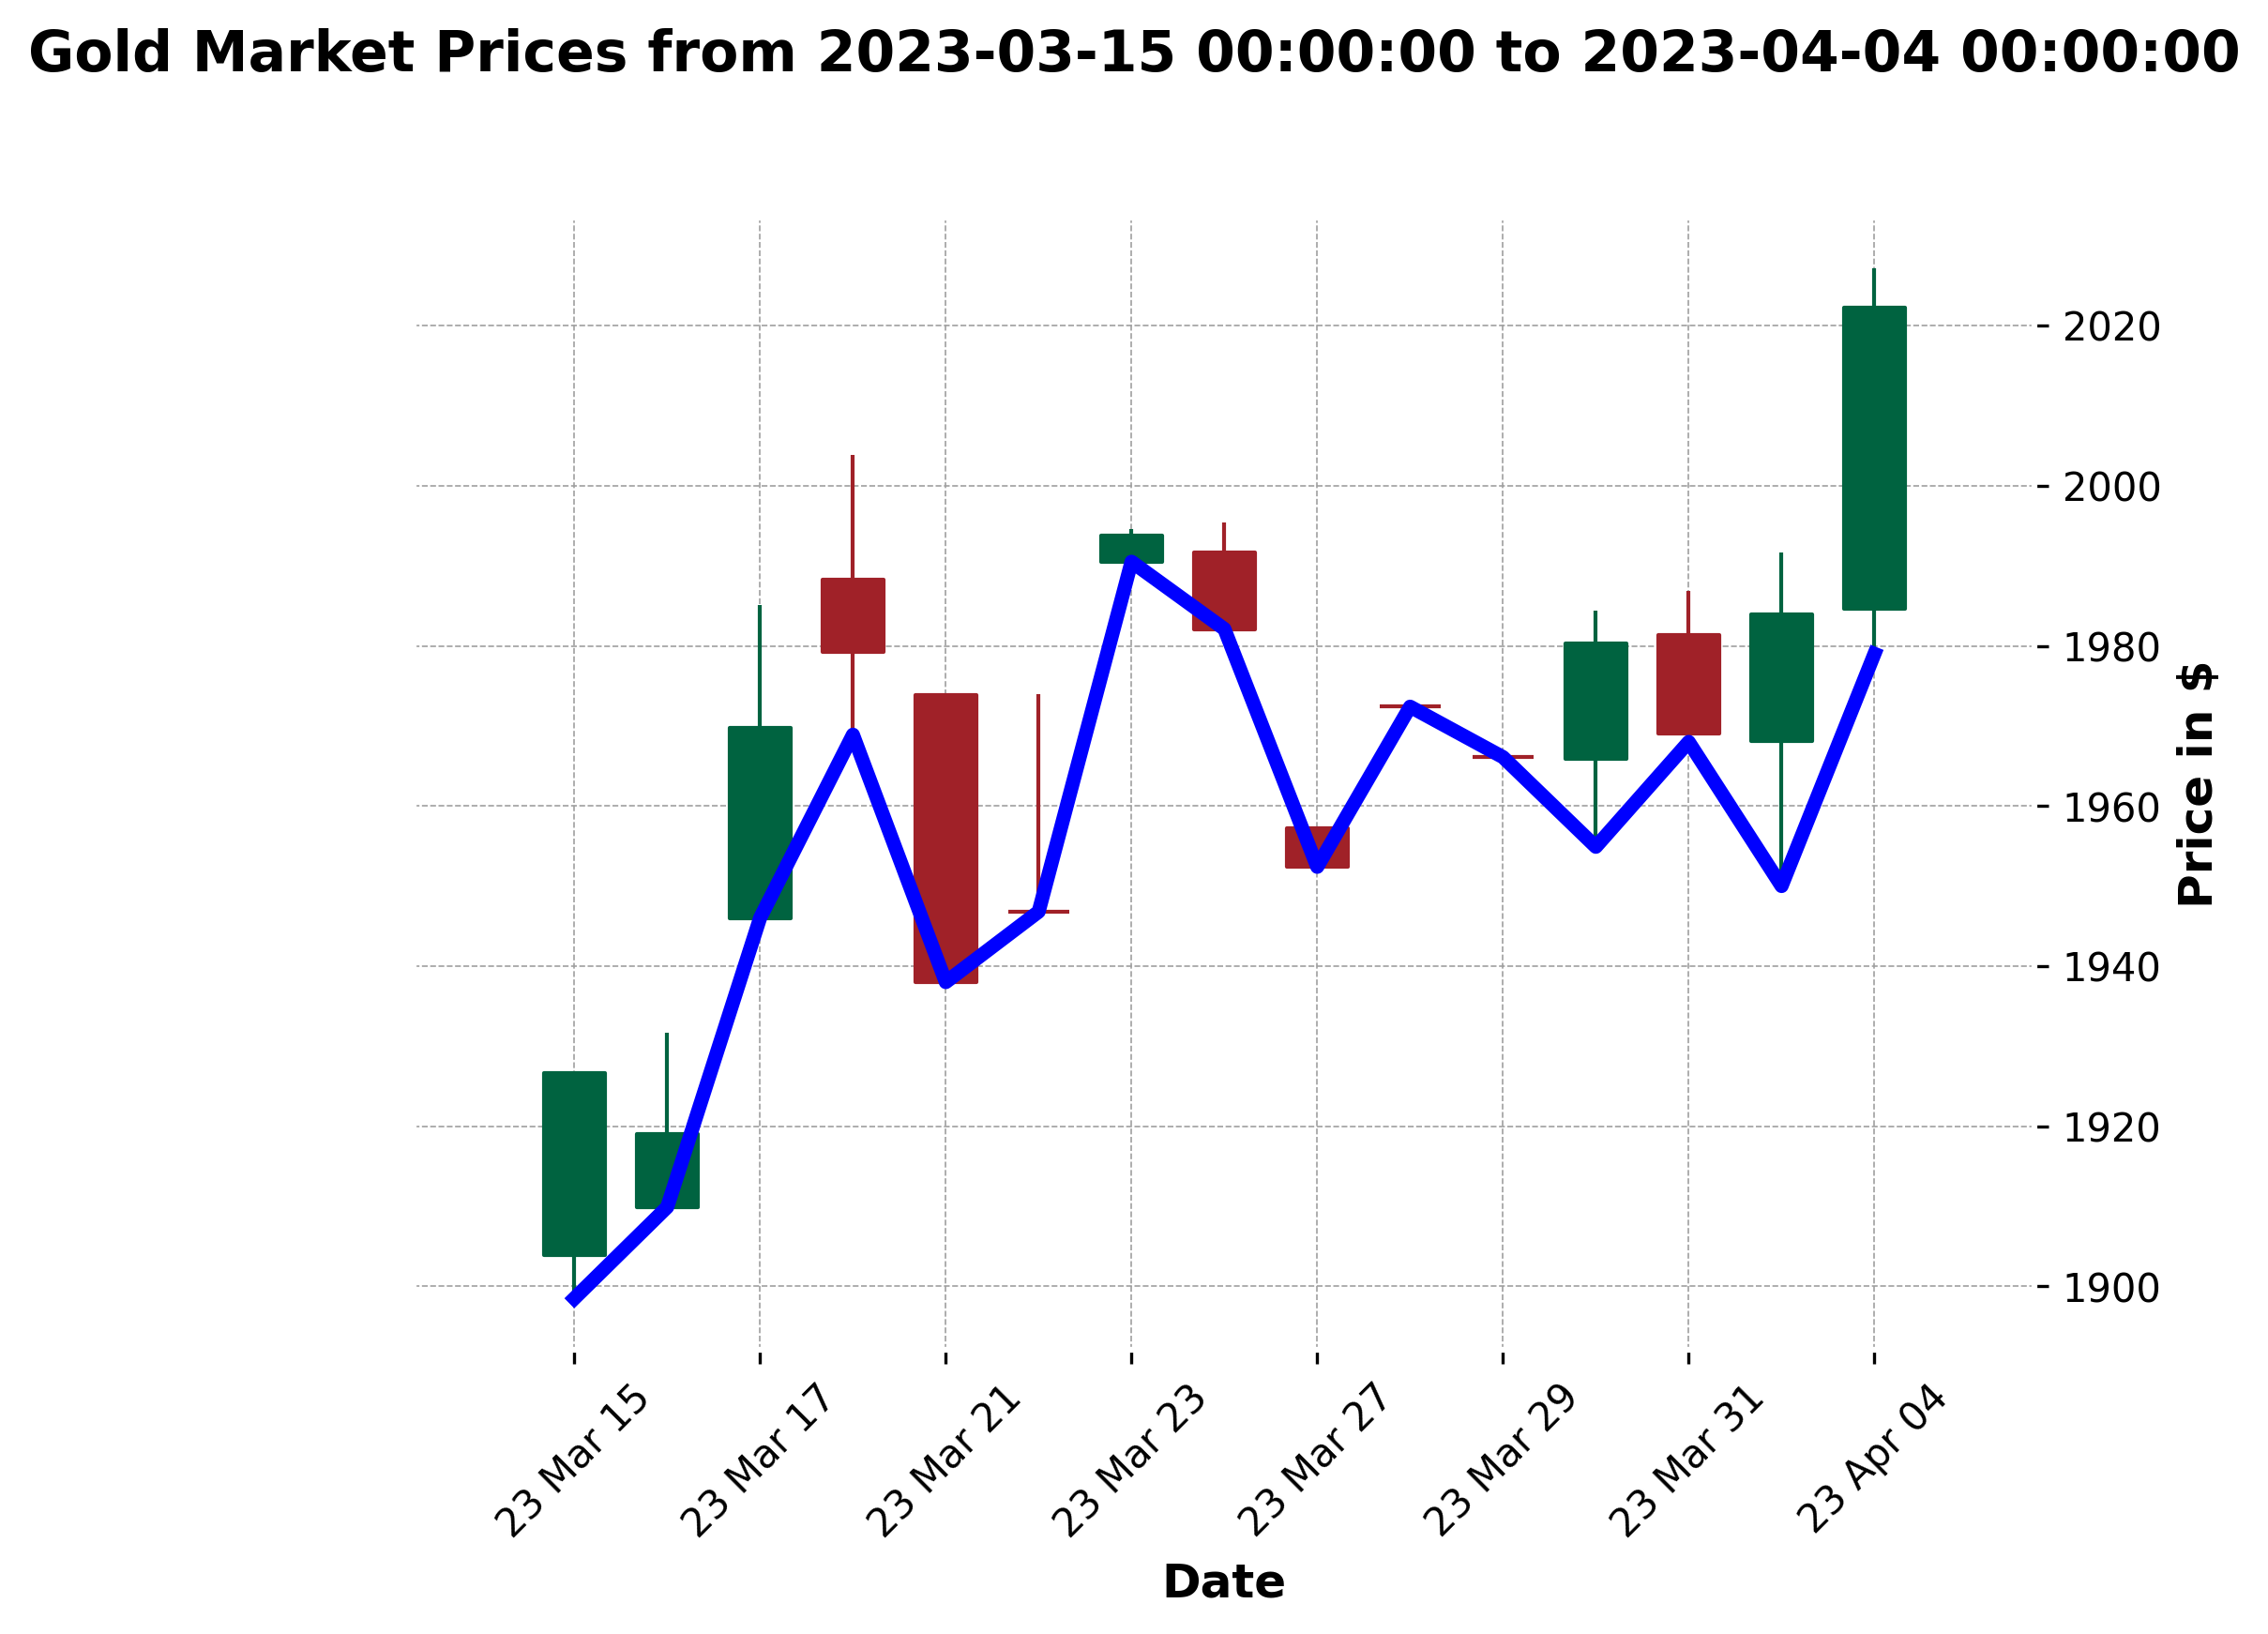 Gold Market Prices from 2023-03-15 00:00:00 to 2023-04-04 00:00:00
2020
2000
1980
1960
1940
1920
1900
Price in $
23 Mar 15
23 Mar 17
23 Mar 21
23 Mar 23
23 Mar 27
23 Mar 29
23 Mar 31
23 Apr 04
Date